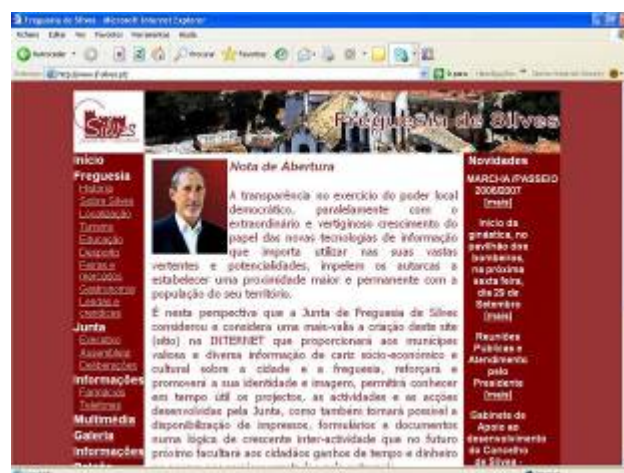 Freguesia de Silves - Microsoft Internet Explorer
Procurar
Favoritos
Silves
Freguesia de Silves
Início
Freguesia
História
Sobre Silves
Localização
Turismo
Educação
Desporto
Feiras e
mercados
Gastronomia
Lendas e
Junta
Executivo
Assembleia
Deliberações
Informações
Farmácias
Telefones
Multimédia
Galeria
Informações
Nota de Abertura
A transparência no exercício do poder local
democrático, paralelamente com o
extraordinário e vertiginoso crescimento do
papel das novas tecnologias de informação
que importa utilizar nas suas vastas
vertentes e potencialidades, impelem os autarcas a
estabelecer uma proximidade maior e permanente com a
população do seu território.
É nesta perspectiva que a Junta de Freguesia de Silves
considerou e considera uma mais-valia a criação deste site
(sítio) na INTERNET que proporcionará aos munícipes
valiosa e diversa informação de cariz sócio-económico e
cultural sobre a cidade e a freguesia, reforçará e
promoverá a sua identidade e imagem, permitirá conhecer
em tempo útil os projectos, as actividades e as acções
desenvolvidas pela Junta, como também tornará possível a
disponibilização de impressos, formulários e documentos
numa lógica de crescente inter-actividade que no futuro
próximo facultará aos cidadãos ganhos de tempo e dinheiro
Novidades
MARCHA/PASSEIO
2006/2007
[mais]
Início da
ginástica, no
pavilhão dos
bombeiros,
na próxima
sexta feira,
dia 29 de
Setembro
[mais]
Reuniões
Públicas e
Atendimento
pelo
Presidente
[mais]
Gabinete de
Apoio ao
desenvolvimento
do Concelho
de Silves -